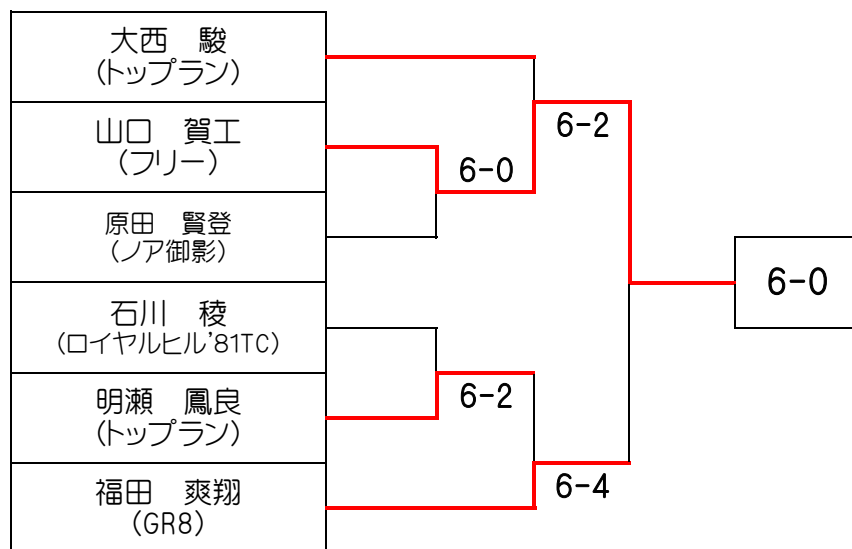 大西　駿
(トップラン)
山口　賀工
(フリー)
原田　賢登
(ノア御影)
石川　稜
(ロイヤルヒル'81TC)
明瀬　鳳良
(トップラン)
福田　爽翔
(GR8)
6-0
6-2
6-2
6-4
6-0